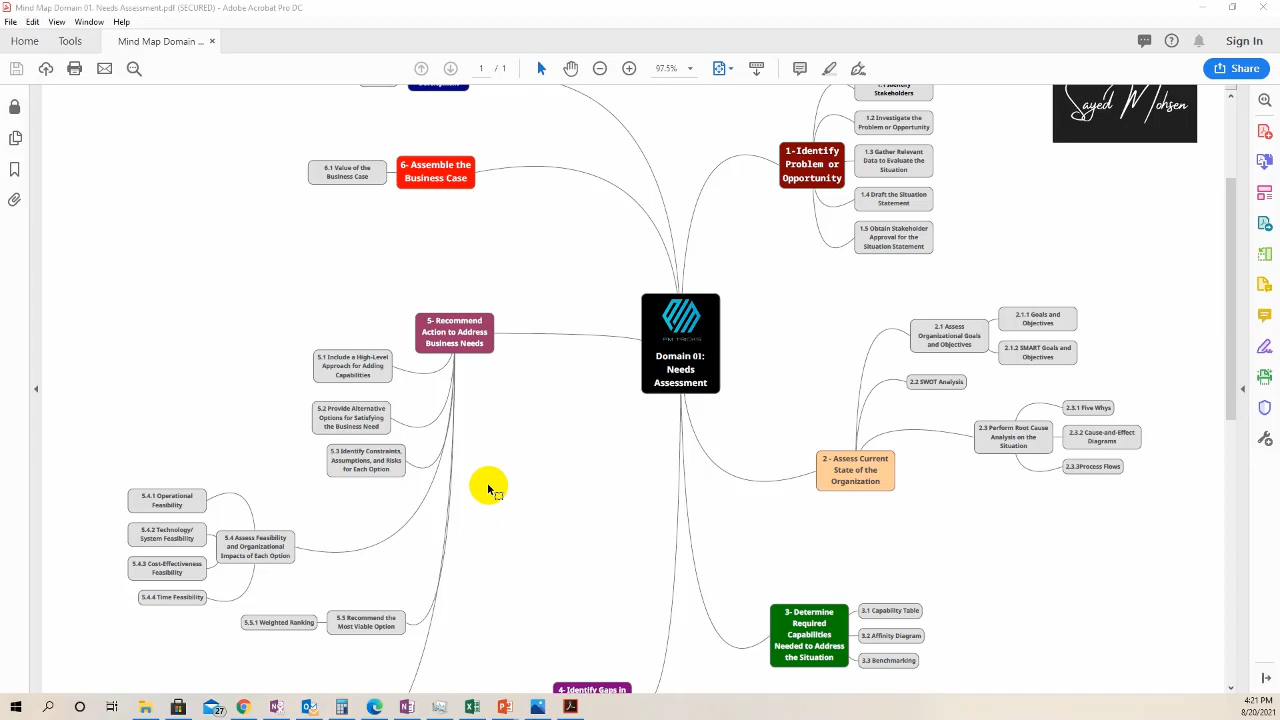 Mind Map Domain 01. Needs Assessment.pdf (SECURED) - Adobe Acrobat Pro DC
File Edit View Window Help
Home Tools Mind Map Domain ... × Sign In
1 / 1 97.5% Share
Sayed Mohsen
6.1 Value of the
Business Case
6- Assemble the
Business Case
1-Identify
Problem or
Opportunity
1.1 Identify
Stakeholders
1.2 Investigate the
Problem or Opportunity
1.3 Gather Relevant
Data to Evaluate the
Situation
1.4 Draft the Situation
Statement
1.5 Obtain Stakeholder
Approval for the
Situation Statement
PM TRICKS
Domain 01:
Needs
Assessment
5- Recommend
Action to Address
Business Needs
5.1 Include a High-Level
Approach for Adding
Capabilities
5.2 Provide Alternative
Options for Satisfying
the Business Need
5.3 Identify Constraints,
Assumptions, and Risks
for Each Option
5.4.1 Operational
Feasibility
5.4.2 Technology/
System Feasibility
5.4.3 Cost-Effectiveness
Feasibility
5.4.4 Time Feasibility
5.4 Assess Feasibility
and Organizational
Impacts of Each Option
5.5.1 Weighted Ranking
5.5 Recommend the
Most Viable Option
2 - Assess Current
State of the
Organization
2.1 Assess
Organizational Goals
and Objectives
2.1.1 Goals and
Objectives
2.1.2 SMART Goals and
Objectives
2.2 SWOT Analysis
2.3 Perform Root Cause
Analysis on the
Situation
2.3.1 Five Whys
2.3.2 Cause-and-Effect
Diagrams
2.3.3Process Flows
3- Determine
Required
Capabilities
Needed to Address
the Situation
3.1 Capability Table
3.2 Affinity Diagram
3.3 Benchmarking
4- Identify Gaps in
27
4:21 PM
8/20/2021